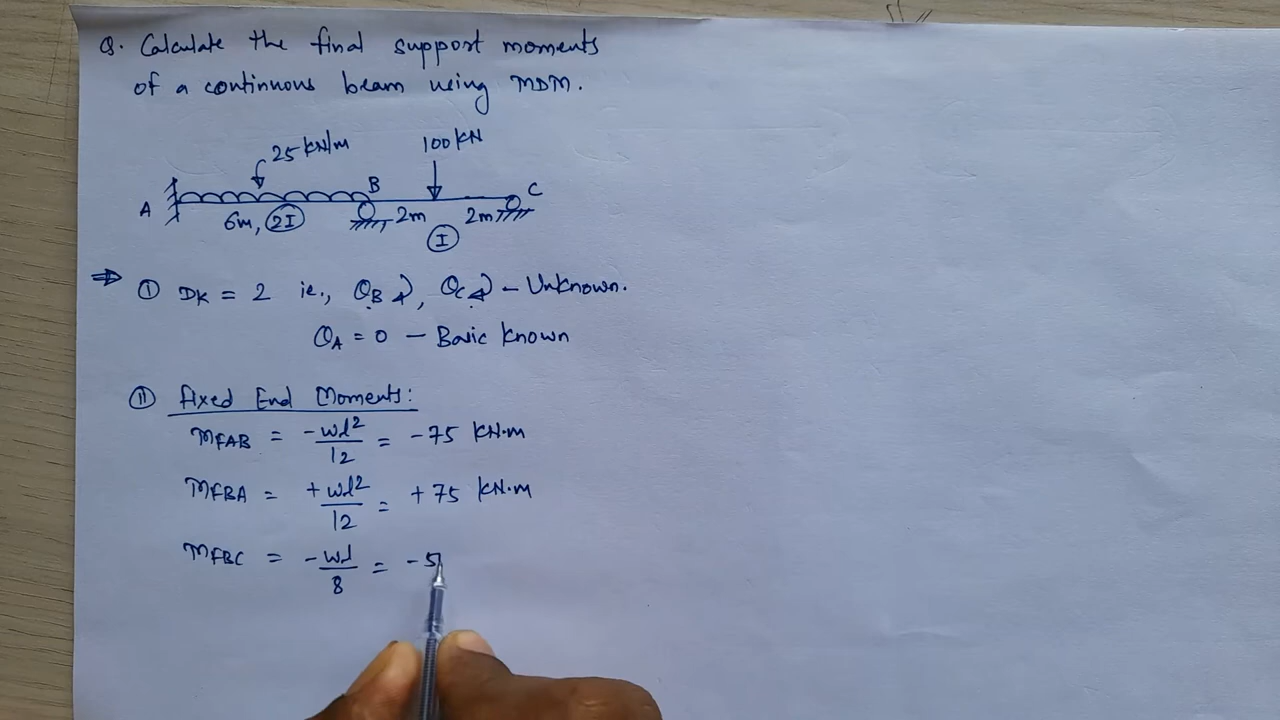 Q. Calculate the final support moments
of a continuous beam using MDM.
25 kN/m
100 kN
A
B
C
6m, 2I
2m
2m
I
⇒ I DK = 2 ie., θB, θC – Unknown.
θA = 0 – Basic Known
II Fixed End Moments:
MFAB = -wl²/12 = -75 kN.m
MFBA = +wl²/12 = +75 kN.m
MFBC = -wl/8 = -5